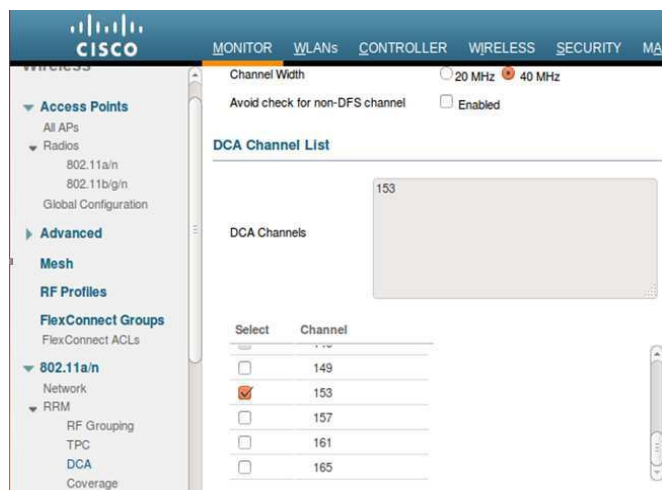 CISCO
MONITOR WLANs CONTROLLER WIRELESS SECURITY MA
Wireless
Access Points
All APs
Radios
802.11a/n
802.11b/g/n
Global Configuration
Advanced
Mesh
RF Profiles
FlexConnect Groups
FlexConnect ACLs
802.11a/n
Network
RRM
RF Grouping
TPC
DCA
Coverage
Channel Width 20 MHz 40 MHz
Avoid check for non-DFS channel Enabled
DCA Channel List
DCA Channels 153
Select Channel
149
153
157
161
165